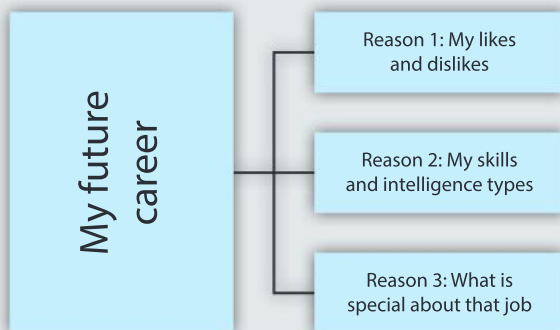 My future
career
Reason 1: My likes
and dislikes
Reason 2: My skills
and intelligence types
Reason 3: What is
special about that job